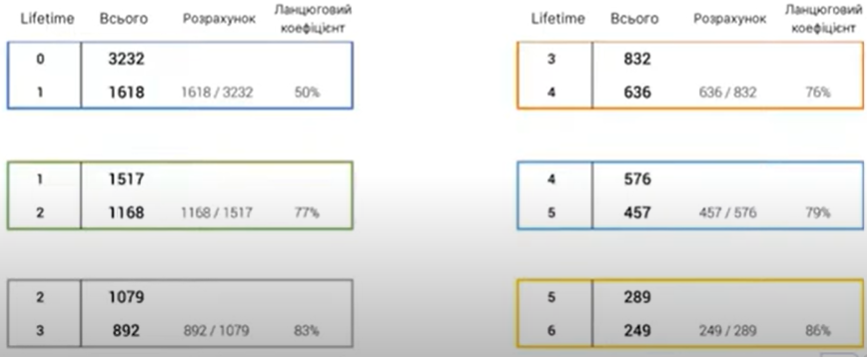 Lifetime Всього Розрахунок Ланцюговий коефіцієнт
0 3232
1 1618 1618 / 3232 50%
1 1517
2 1168 1168 / 1517 77%
2 1079
3 892 892 / 1079 83%
Lifetime Всього Розрахунок Ланцюговий коефіцієнт
3 832
4 636 636 / 832 76%
4 576
5 457 457 / 576 79%
5 289
6 249 249 / 289 86%